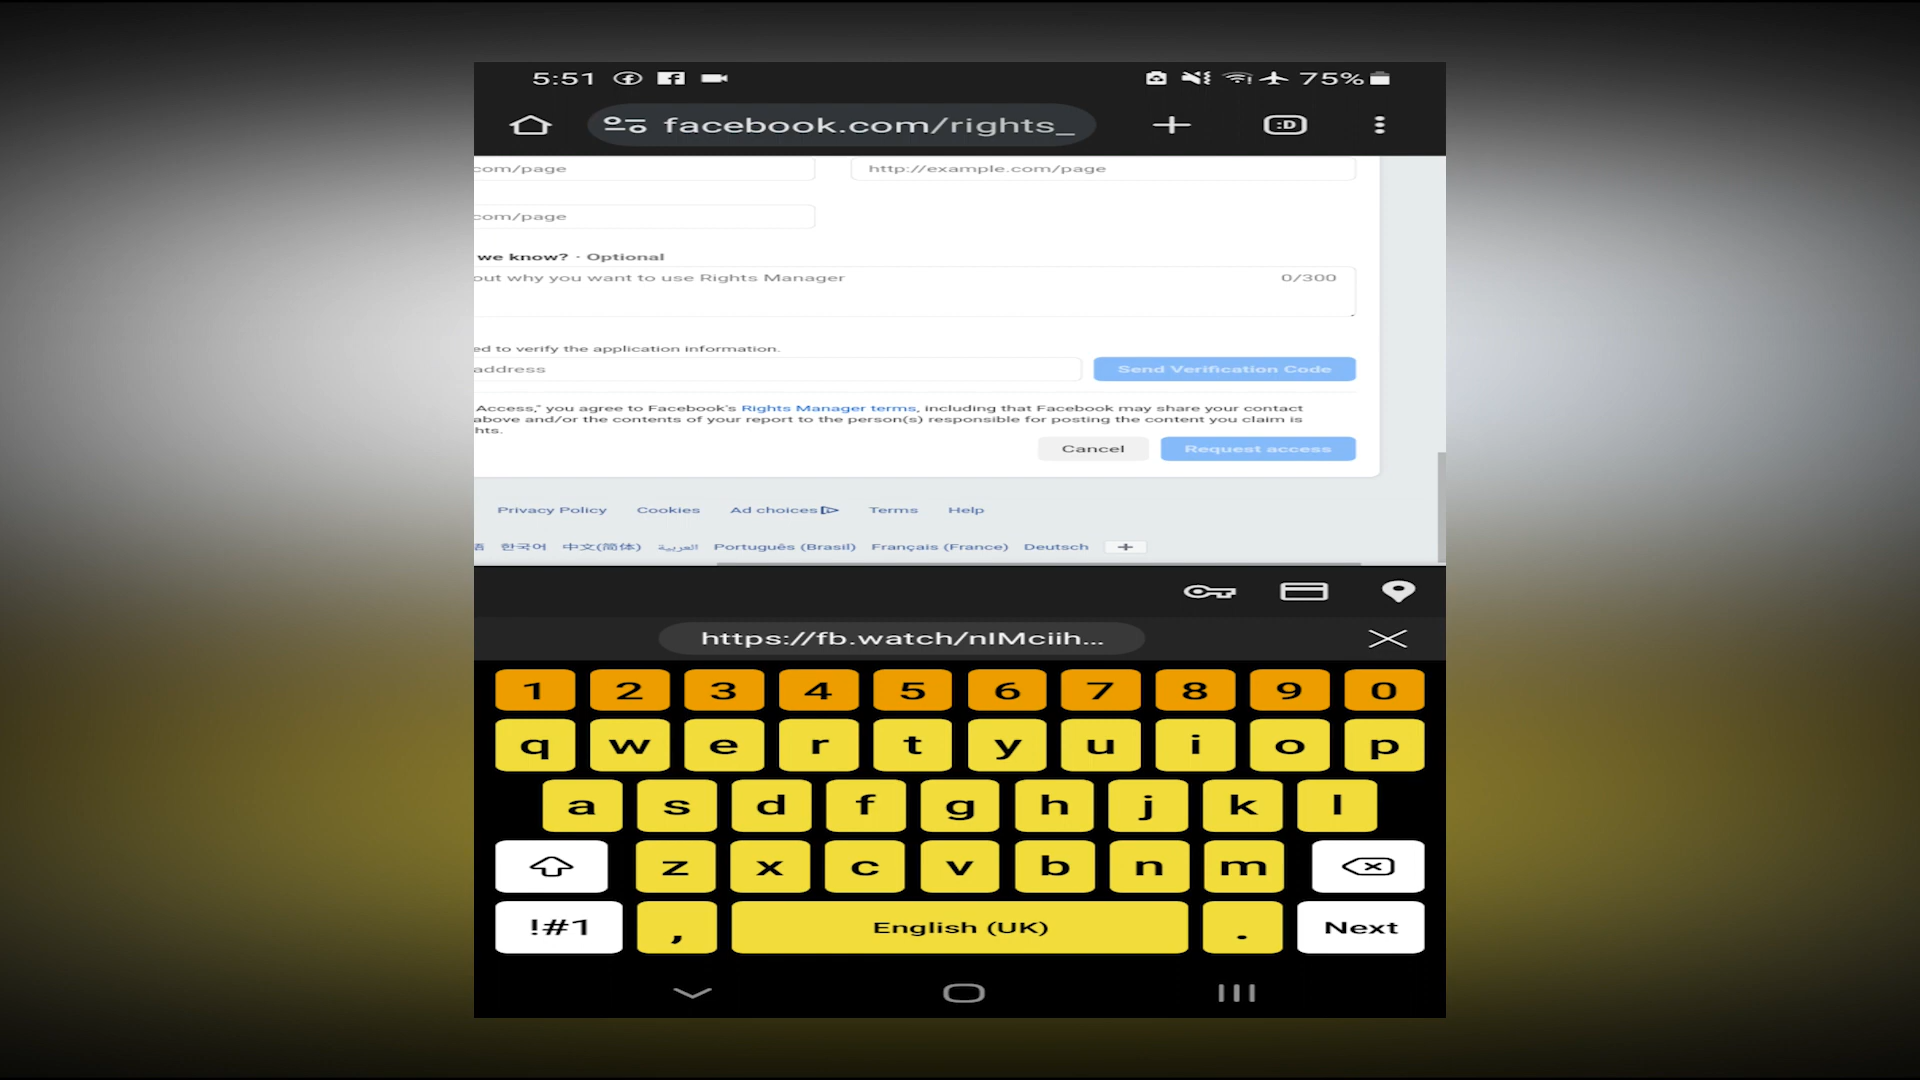 5:51 75%
facebook.com/rights_
:D
com/page http://example.com/page
com/page
we know? · Optional
out why you want to use Rights Manager 0/300
ed to verify the application information.
address Send Verification Code
Access," you agree to Facebook's Rights Manager terms, including that Facebook may share your contact
above and/or the contents of your report to the person(s) responsible for posting the content you claim is
hts.
Cancel Request access
Privacy Policy Cookies Ad choices Terms Help
語 한국어 中文(简体) العربية Português (Brasil) Français (France) Deutsch +
https://fb.watch/nIMciih...
1 2 3 4 5 6 7 8 9 0
q w e r t y u i o p
a s d f g h j k l
z x c v b n m
!#1 , English (UK) . Next